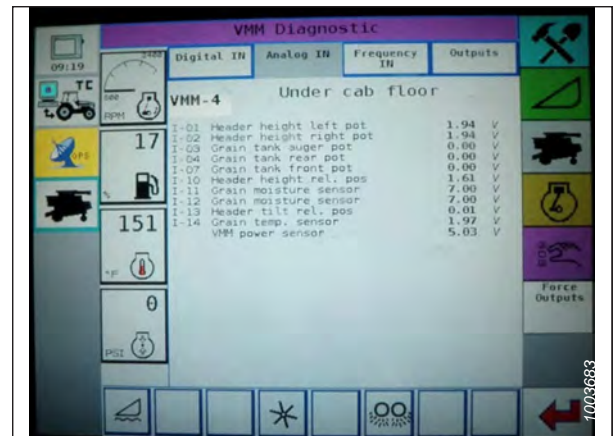 VMM Diagnostic
09:19
2400
600
RPM
Digital IN
Analog IN
Frequency
IN
Outputs
TC
VMM-4
Under cab floor
I-01 Header height left pot 1.94 V
I-02 Header height right pot 1.94 V
I-03 Grain tank auger pot 0.00 V
I-04 Grain tank rear pot 0.00 V
I-07 Grain tank front pot 0.00 V
I-10 Header height rel. pos 1.61 V
I-11 Grain moisture sensor 7.00 V
I-12 Grain moisture sensor 7.00 V
I-13 Header tilt rel. pos 0.01 V
I-14 Grain temp. sensor 1.97 V
VMM power sensor 5.03 V
GPS
17
%
151
°F
0
PSI
Force
Outputs
1003683